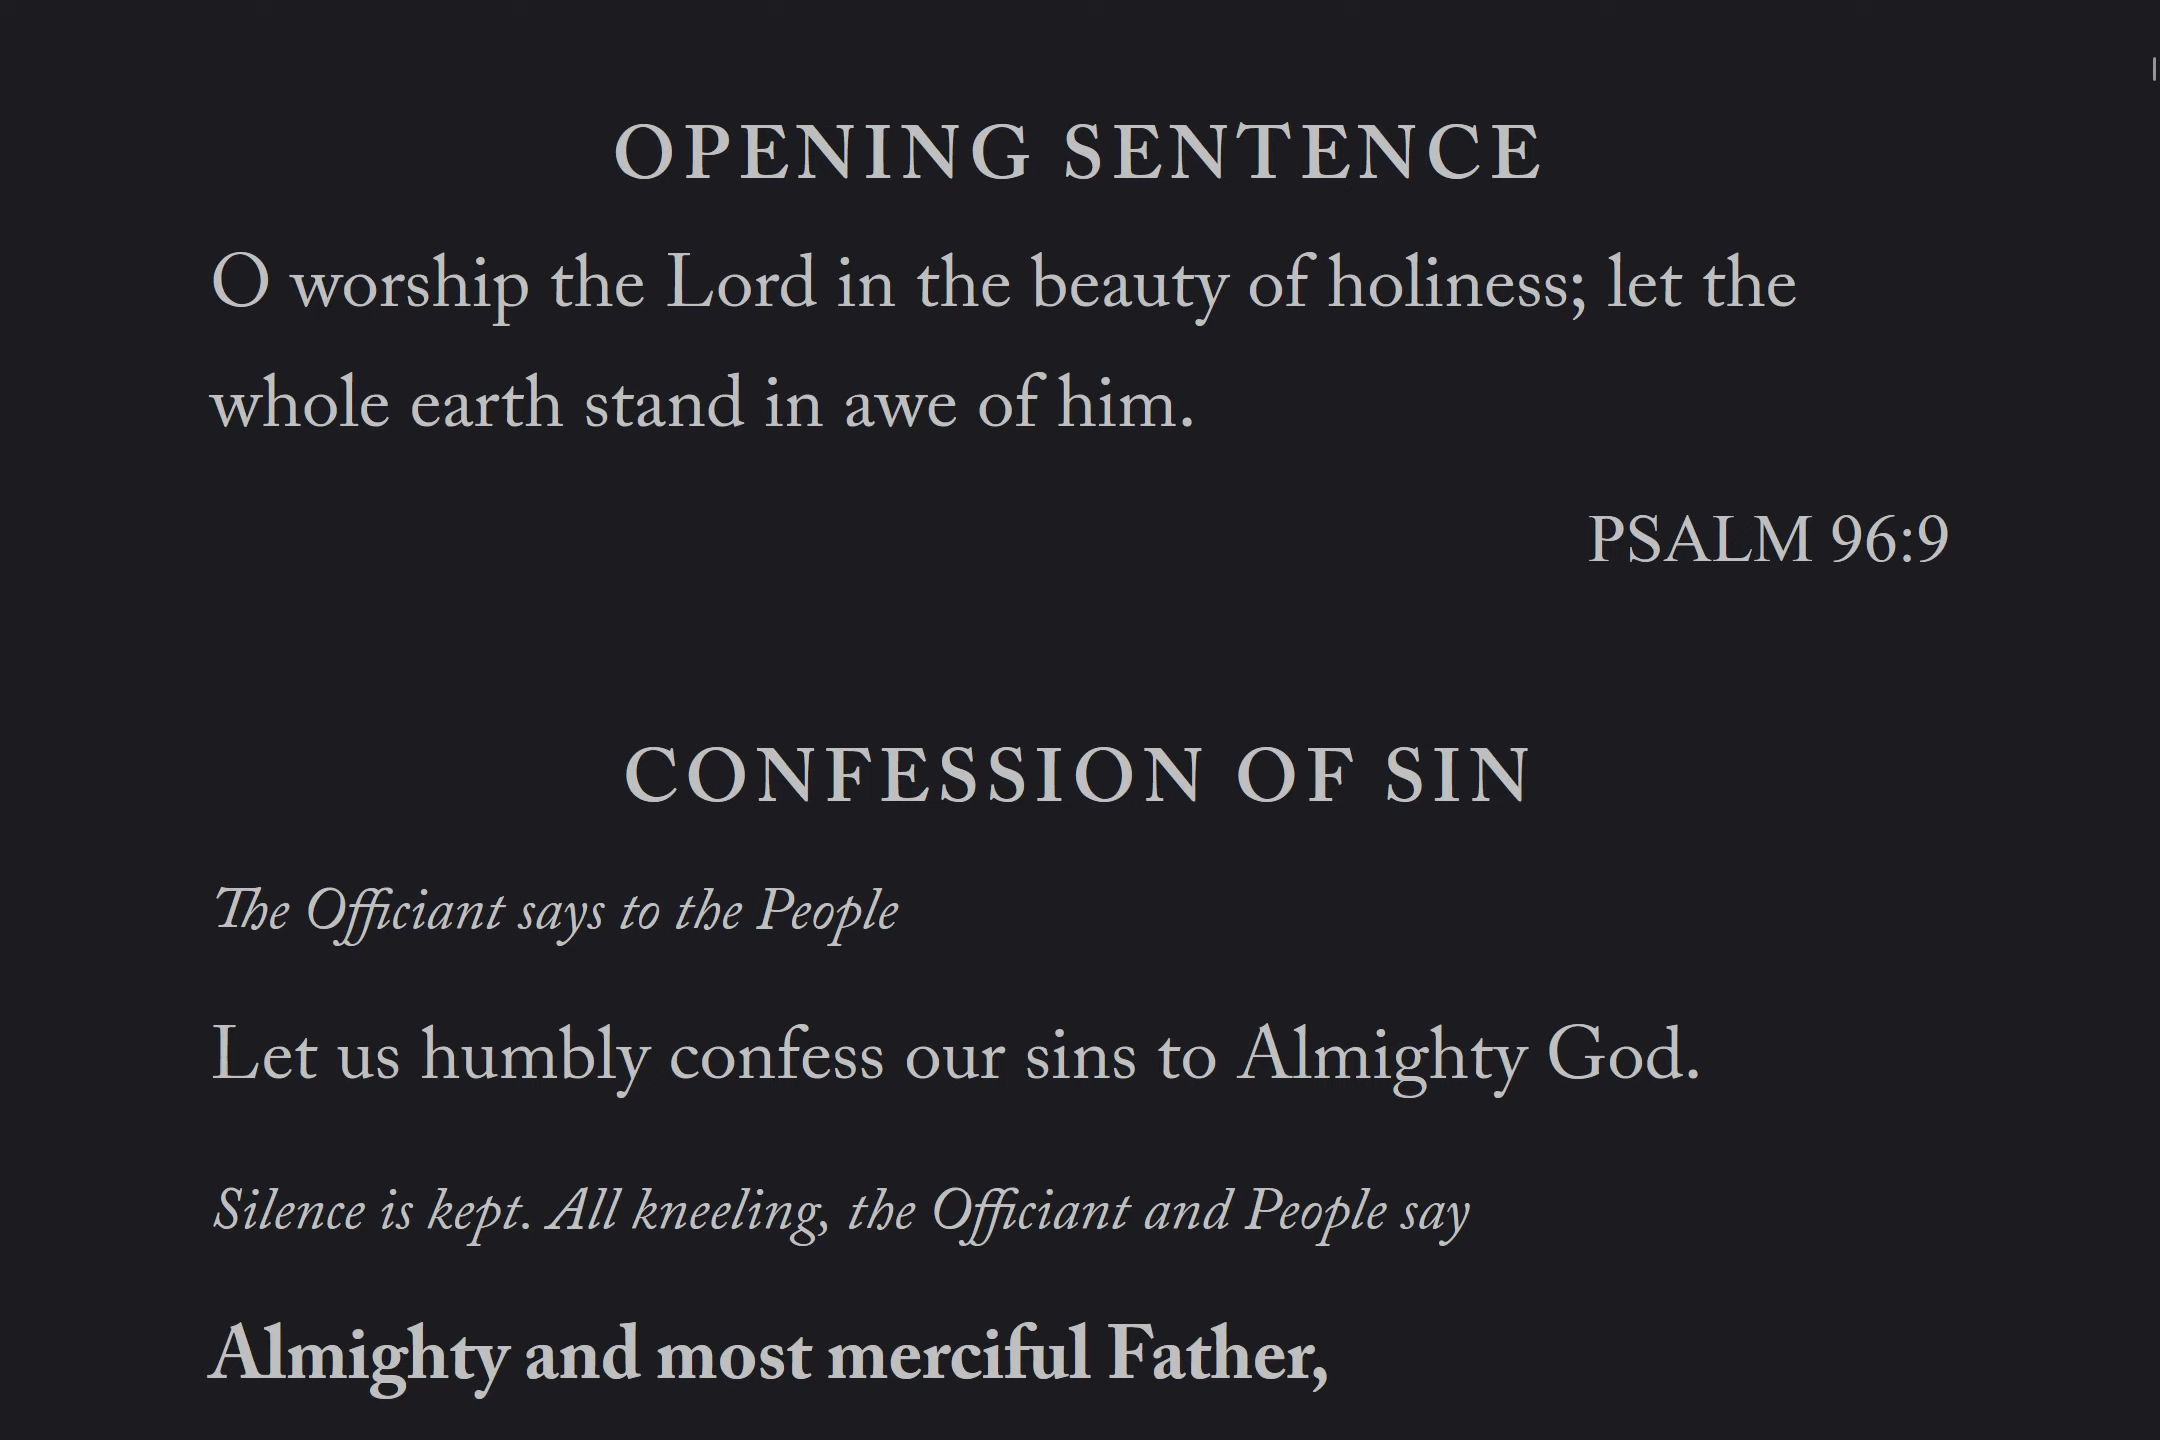 OPENING SENTENCE
O worship the Lord in the beauty of holiness; let the
whole earth stand in awe of him.
PSALM 96:9
CONFESSION OF SIN
The Officiant says to the People
Let us humbly confess our sins to Almighty God.
Silence is kept. All kneeling, the Officiant and People say
Almighty and most merciful Father,